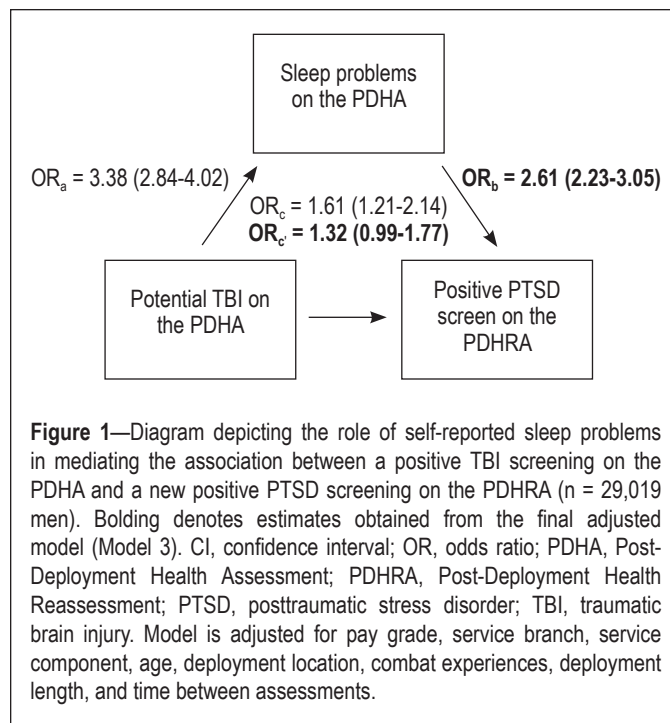 Sleep problems
on the PDHA
ORa = 3.38 (2.84-4.02)
ORb = 2.61 (2.23-3.05)
ORc = 1.61 (1.21-2.14)
ORc' = 1.32 (0.99-1.77)
Potential TBI on
the PDHA
Positive PTSD
screen on the
PDHRA
Figure 1—Diagram depicting the role of self-reported sleep problems
in mediating the association between a positive TBI screening on the
PDHA and a new positive PTSD screening on the PDHRA (n = 29,019
men). Bolding denotes estimates obtained from the final adjusted
model (Model 3). CI, confidence interval; OR, odds ratio; PDHA, Post-
Deployment Health Assessment; PDHRA, Post-Deployment Health
Reassessment; PTSD, posttraumatic stress disorder; TBI, traumatic
brain injury. Model is adjusted for pay grade, service branch, service
component, age, deployment location, combat experiences, deployment
length, and time between assessments.